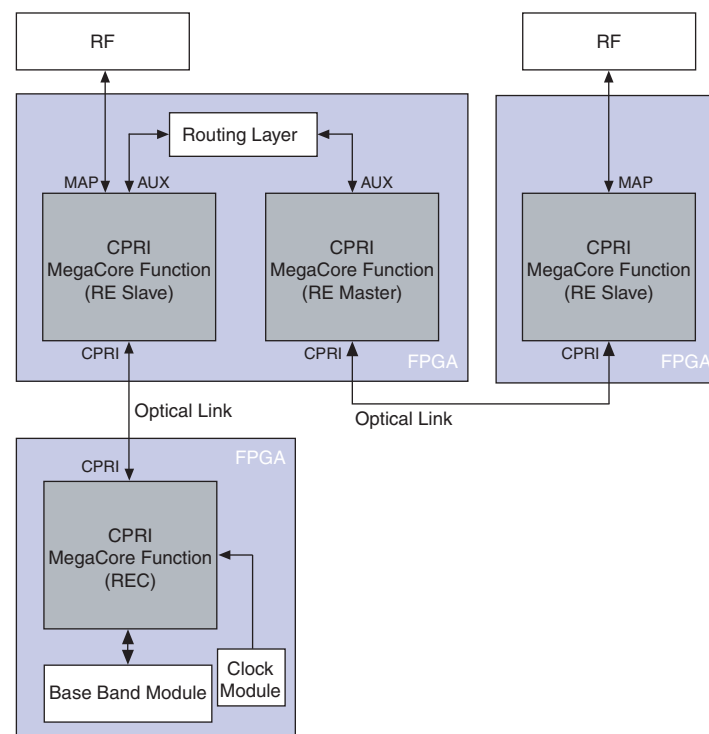 RF
RF
Routing Layer
MAP
AUX
AUX
MAP
CPRI
MegaCore Function
(RE Slave)
CPRI
MegaCore Function
(RE Master)
CPRI
MegaCore Function
(RE Slave)
CPRI
CPRI
FPGA
CPRI
FPGA
Optical Link
Optical Link
FPGA
CPRI
CPRI
MegaCore Function
(REC)
Clock
Module
Base Band Module